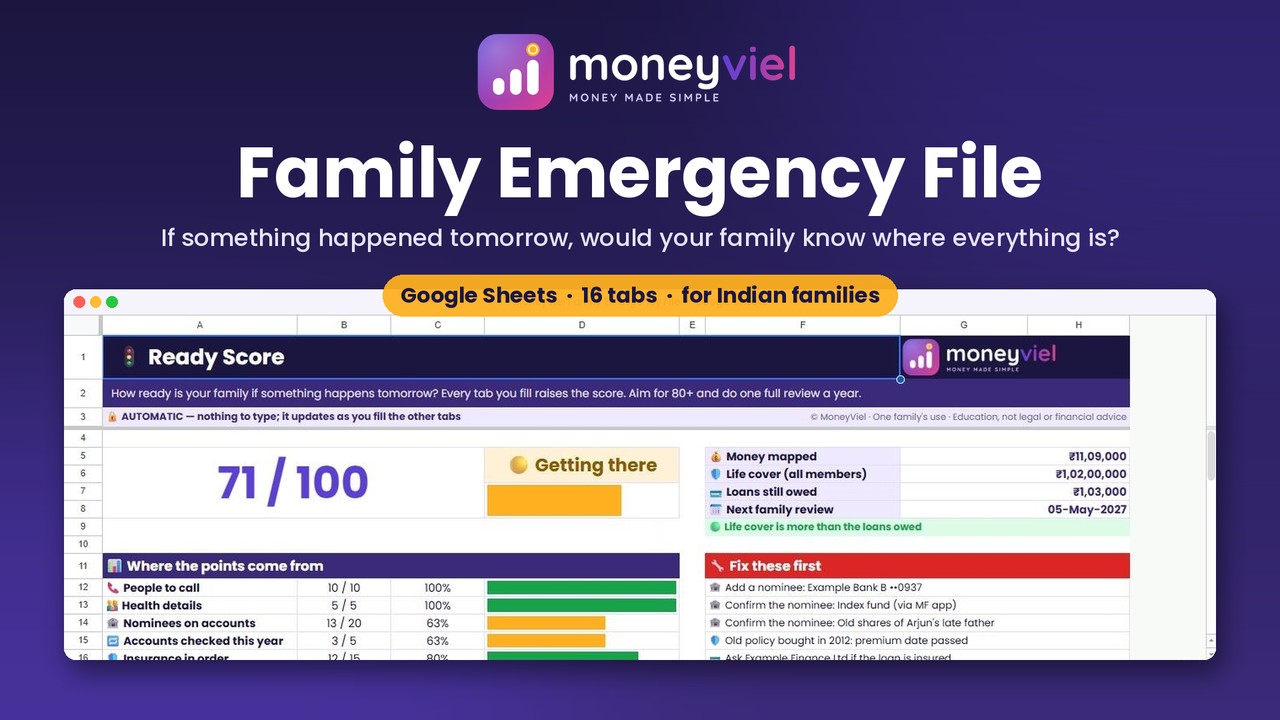 moneyviel
MONEY MADE SIMPLE
Family Emergency File
If something happened tomorrow, would your family know where everything is?
Google Sheets · 16 tabs · for Indian families
A B C D E F G H
1 Ready Score moneyviel
MONEY MADE SIMPLE
2 How ready is your family if something happens tomorrow? Every tab you fill raises the score. Aim for 80+ and do one full review a year.
3 AUTOMATIC — nothing to type; it updates as you fill the other tabs © MoneyViel · One family's use · Education, not legal or financial advice
4
5 Money mapped ₹11,09,000
71 / 100 Getting there
6 Life cover (all members) ₹1,02,00,000
7 Loans still owed ₹1,03,000
8 Next family review 05-May-2027
9 Life cover is more than the loans owed
10
11 Where the points come from Fix these first
12 People to call 10 / 10 100% Add a nominee: Example Bank B ••0937
13 Health details 5 / 5 100% Confirm the nominee: Index fund (via MF app)
14 Nominees on accounts 13 / 20 63% Confirm the nominee: Old shares of Arjun's late father
15 Accounts checked this year 3 / 5 63% Old policy bought in 2012: premium date passed
16 Insurance in order 12 / 15 80% Ask Example Finance Ltd if the loan is insured